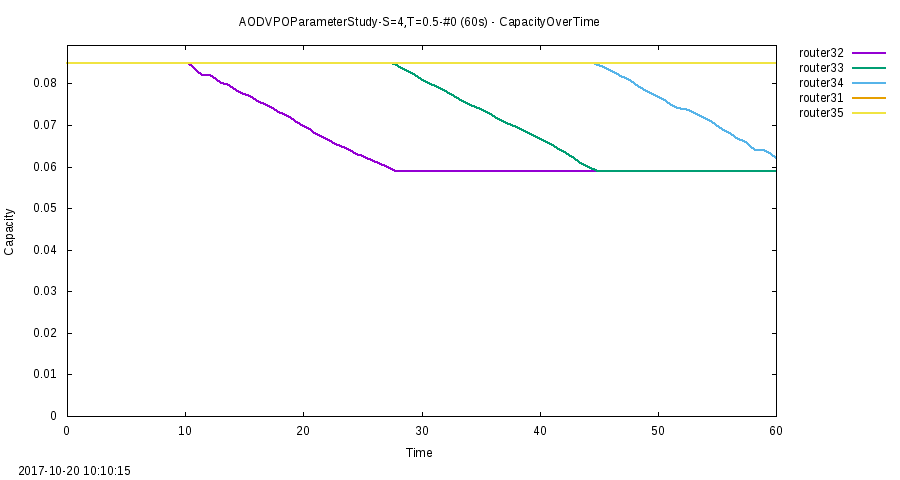 AODVPOParameterStudy-S=4,T=0.5-#0 (60s) - CapacityOverTime
router32
router33
router34
router31
router35
0.08
0.07
0.06
0.05
0.04
0.03
0.02
0.01
0
Capacity
0 10 20 30 40 50 60
Time
2017-10-20 10:10:15